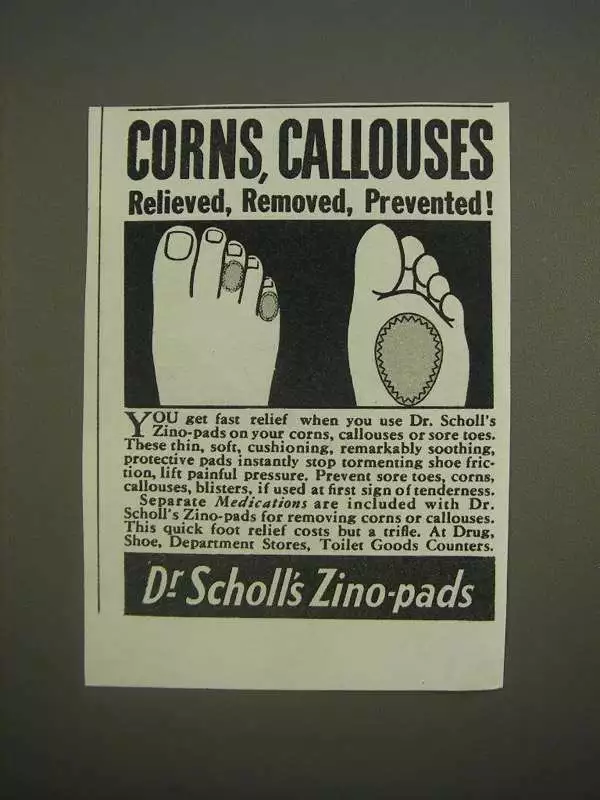 CORNS, CALLOUSES
Relieved, Removed, Prevented!
YOU get fast relief when you use Dr. Scholl's
Zino-pads on your corns, callouses or sore toes.
These thin, soft, cushioning, remarkably soothing,
protective pads instantly stop tormenting shoe fric-
tion, lift painful pressure. Prevent sore toes, corns,
callouses, blisters, if used at first sign of tenderness.
Separate Medications are included with Dr.
Scholl's Zino-pads for removing corns or callouses.
This quick foot relief costs but a trifle. At Drug,
Shoe, Department Stores, Toilet Goods Counters.
Dr Scholl's Zino-pads